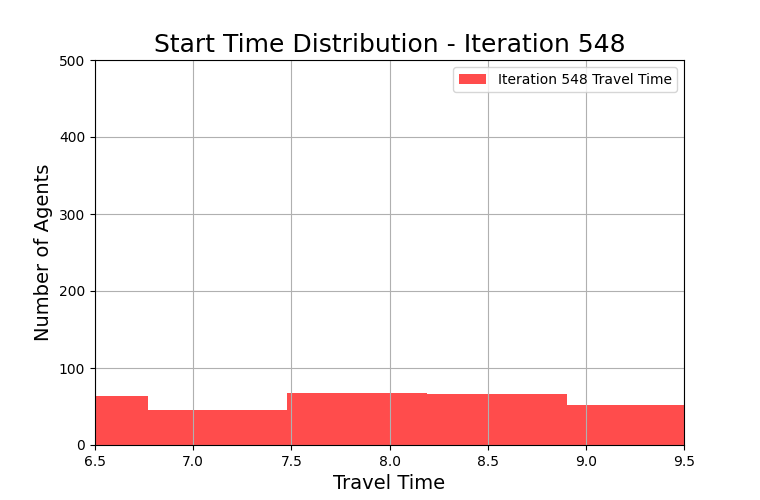 Start Time Distribution - Iteration 548
Iteration 548 Travel Time
Number of Agents
500
400
300
200
100
0
6.5 7.0 7.5 8.0 8.5 9.0 9.5
Travel Time